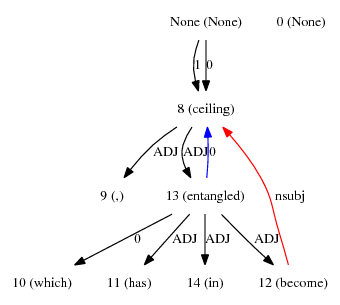 None (None) 0 (None)
1 0
8 (ceiling)
ADJ ADJ 0
9 (,) 13 (entangled) nsubj
0 ADJ ADJ ADJ
10 (which) 11 (has) 14 (in) 12 (become)